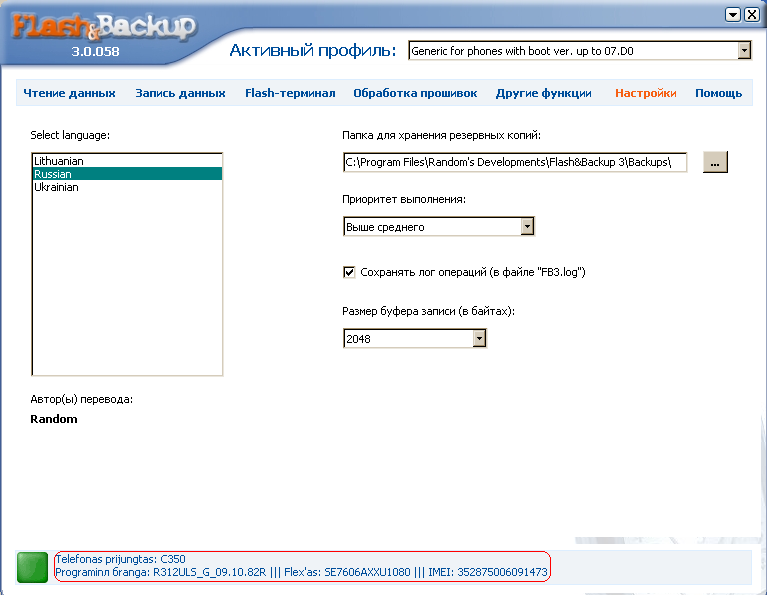 Flash&Backup
3.0.058
Активный профиль: Generic for phones with boot ver. up to 07.D0
Чтение данных Запись данных Flash-терминал Обработка прошивок Другие функции Настройки Помощь
Select language:
Lithuanian
Russian
Ukrainian
Автор(ы) перевода:
Random
Папка для хранения резервных копий:
C:\Program Files\Random's Developments\Flash&Backup 3\Backups\ ...
Приоритет выполнения:
Выше среднего
Сохранять лог операций (в файле "FB3.log")
Размер буфера записи (в байтах):
2048
Telefonas prijungtas: C350
Programinл дranga: R312ULS_G_09.10.82R ||| Flex'as: SE7606AXXU1080 ||| IMEI: 352875006091473